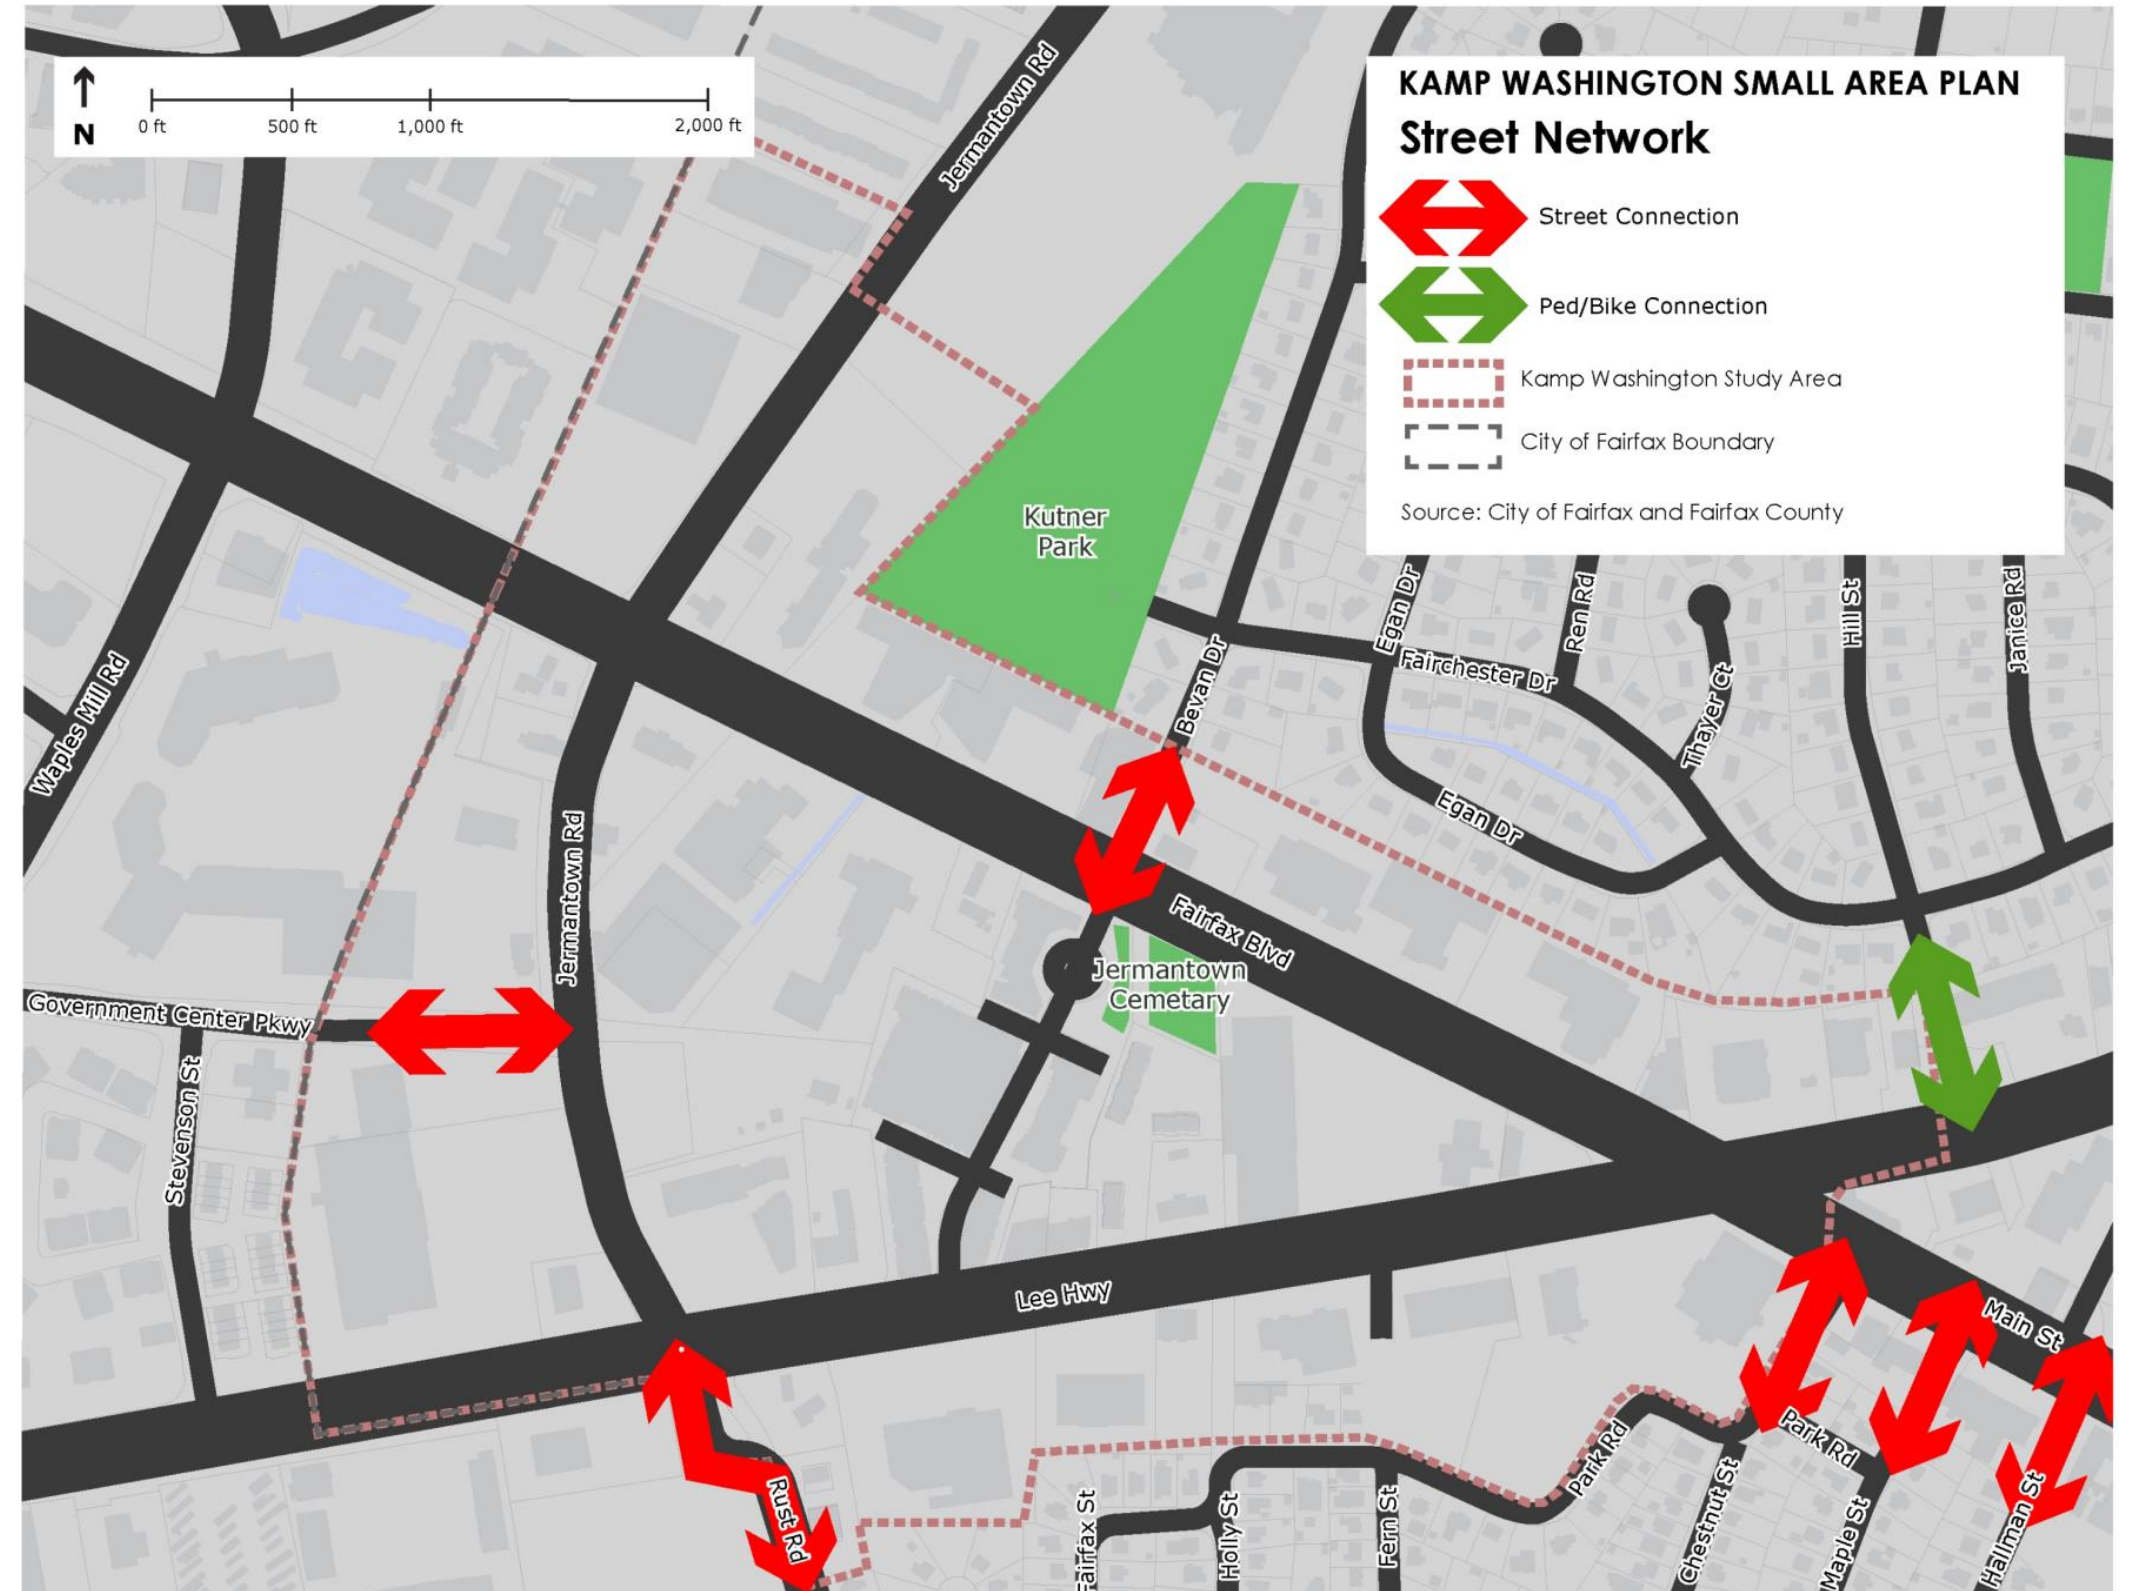 N
0 ft
500 ft
1,000 ft
2,000 ft
KAMP WASHINGTON SMALL AREA PLAN
Street Network
Street Connection
Ped/Bike Connection
Kamp Washington Study Area
City of Fairfax Boundary
Source: City of Fairfax and Fairfax County
Jermantown Rd
Kutner
Park
Waples Mill Rd
Bevan Dr
Egan Dr
Fairchester Dr
Ren Rd
Thayer Ct
Hill St
Janice Rd
Egan Dr
Jermantown Rd
Fairfax Blvd
Jermantown
Cemetary
Government Center Pkwy
Stevenson St
Lee Hwy
Main St
Park Rd
Park Rd
Rust Rd
Fairfax St
Holly St
Fern St
Chestnut St
Maple St
Hallman St